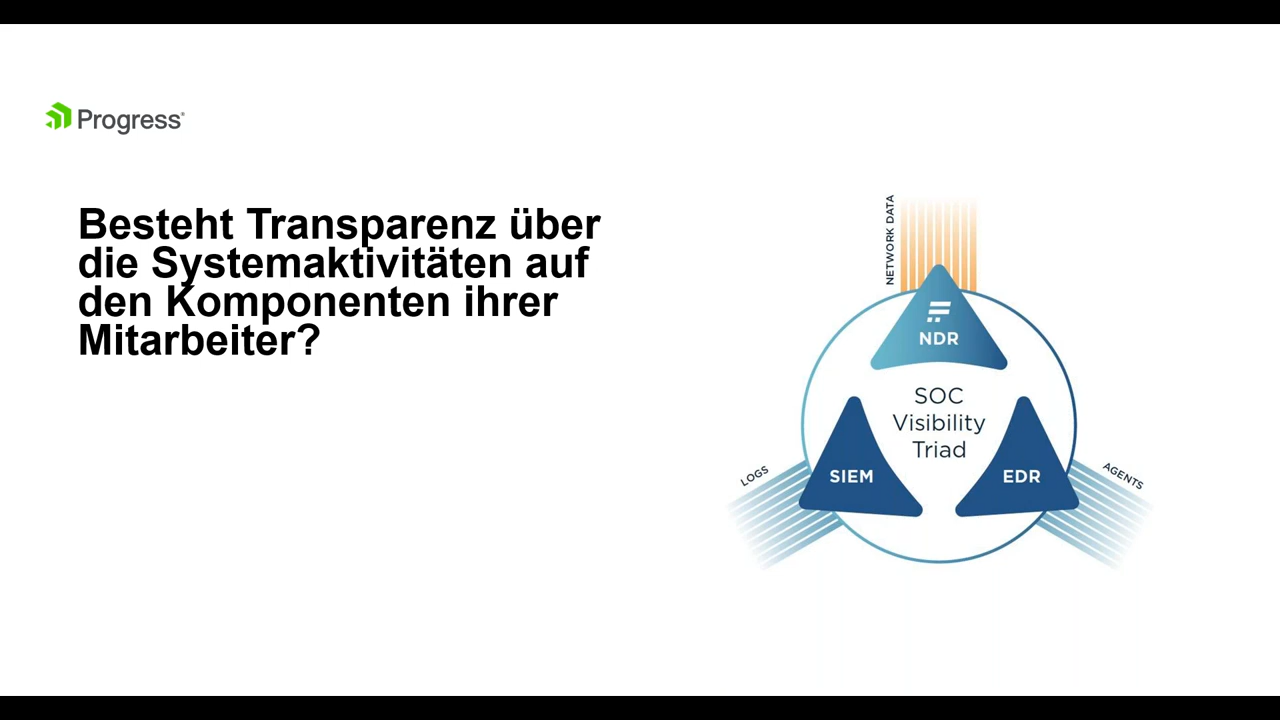 Progress®
Besteht Transparenz über
die Systemaktivitäten auf
den Komponenten ihrer
Mitarbeiter?
NETWORK DATA
NDR
SOC
Visibility
Triad
LOGS
SIEM
EDR
AGENTS